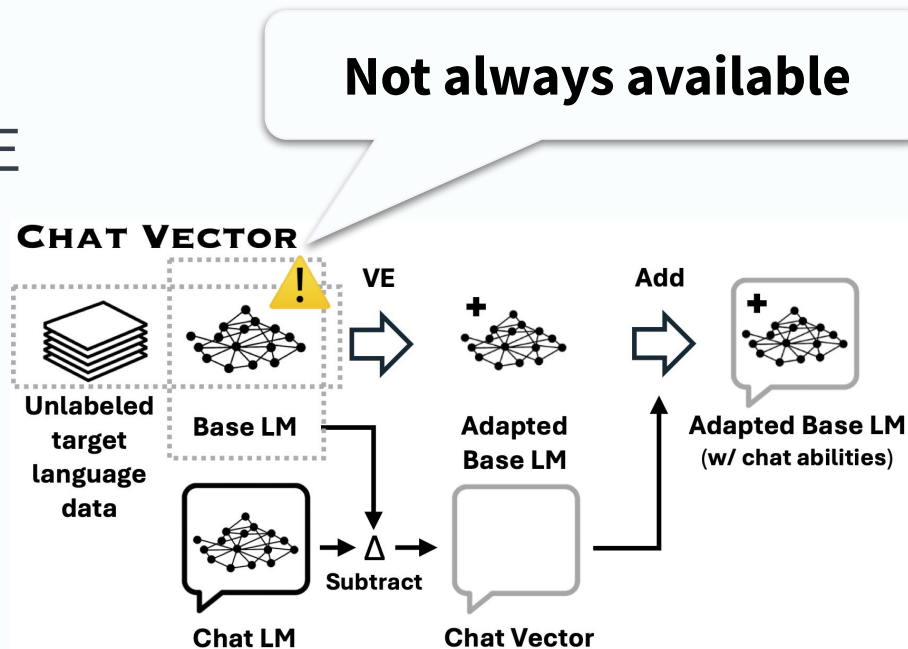 Not always available
E
CHAT VECTOR
!
VE
Add
Unlabeled
target
language
data
Base LM
Adapted
Base LM
Adapted Base LM
(w/ chat abilities)
Δ
Subtract
Chat LM
Chat Vector